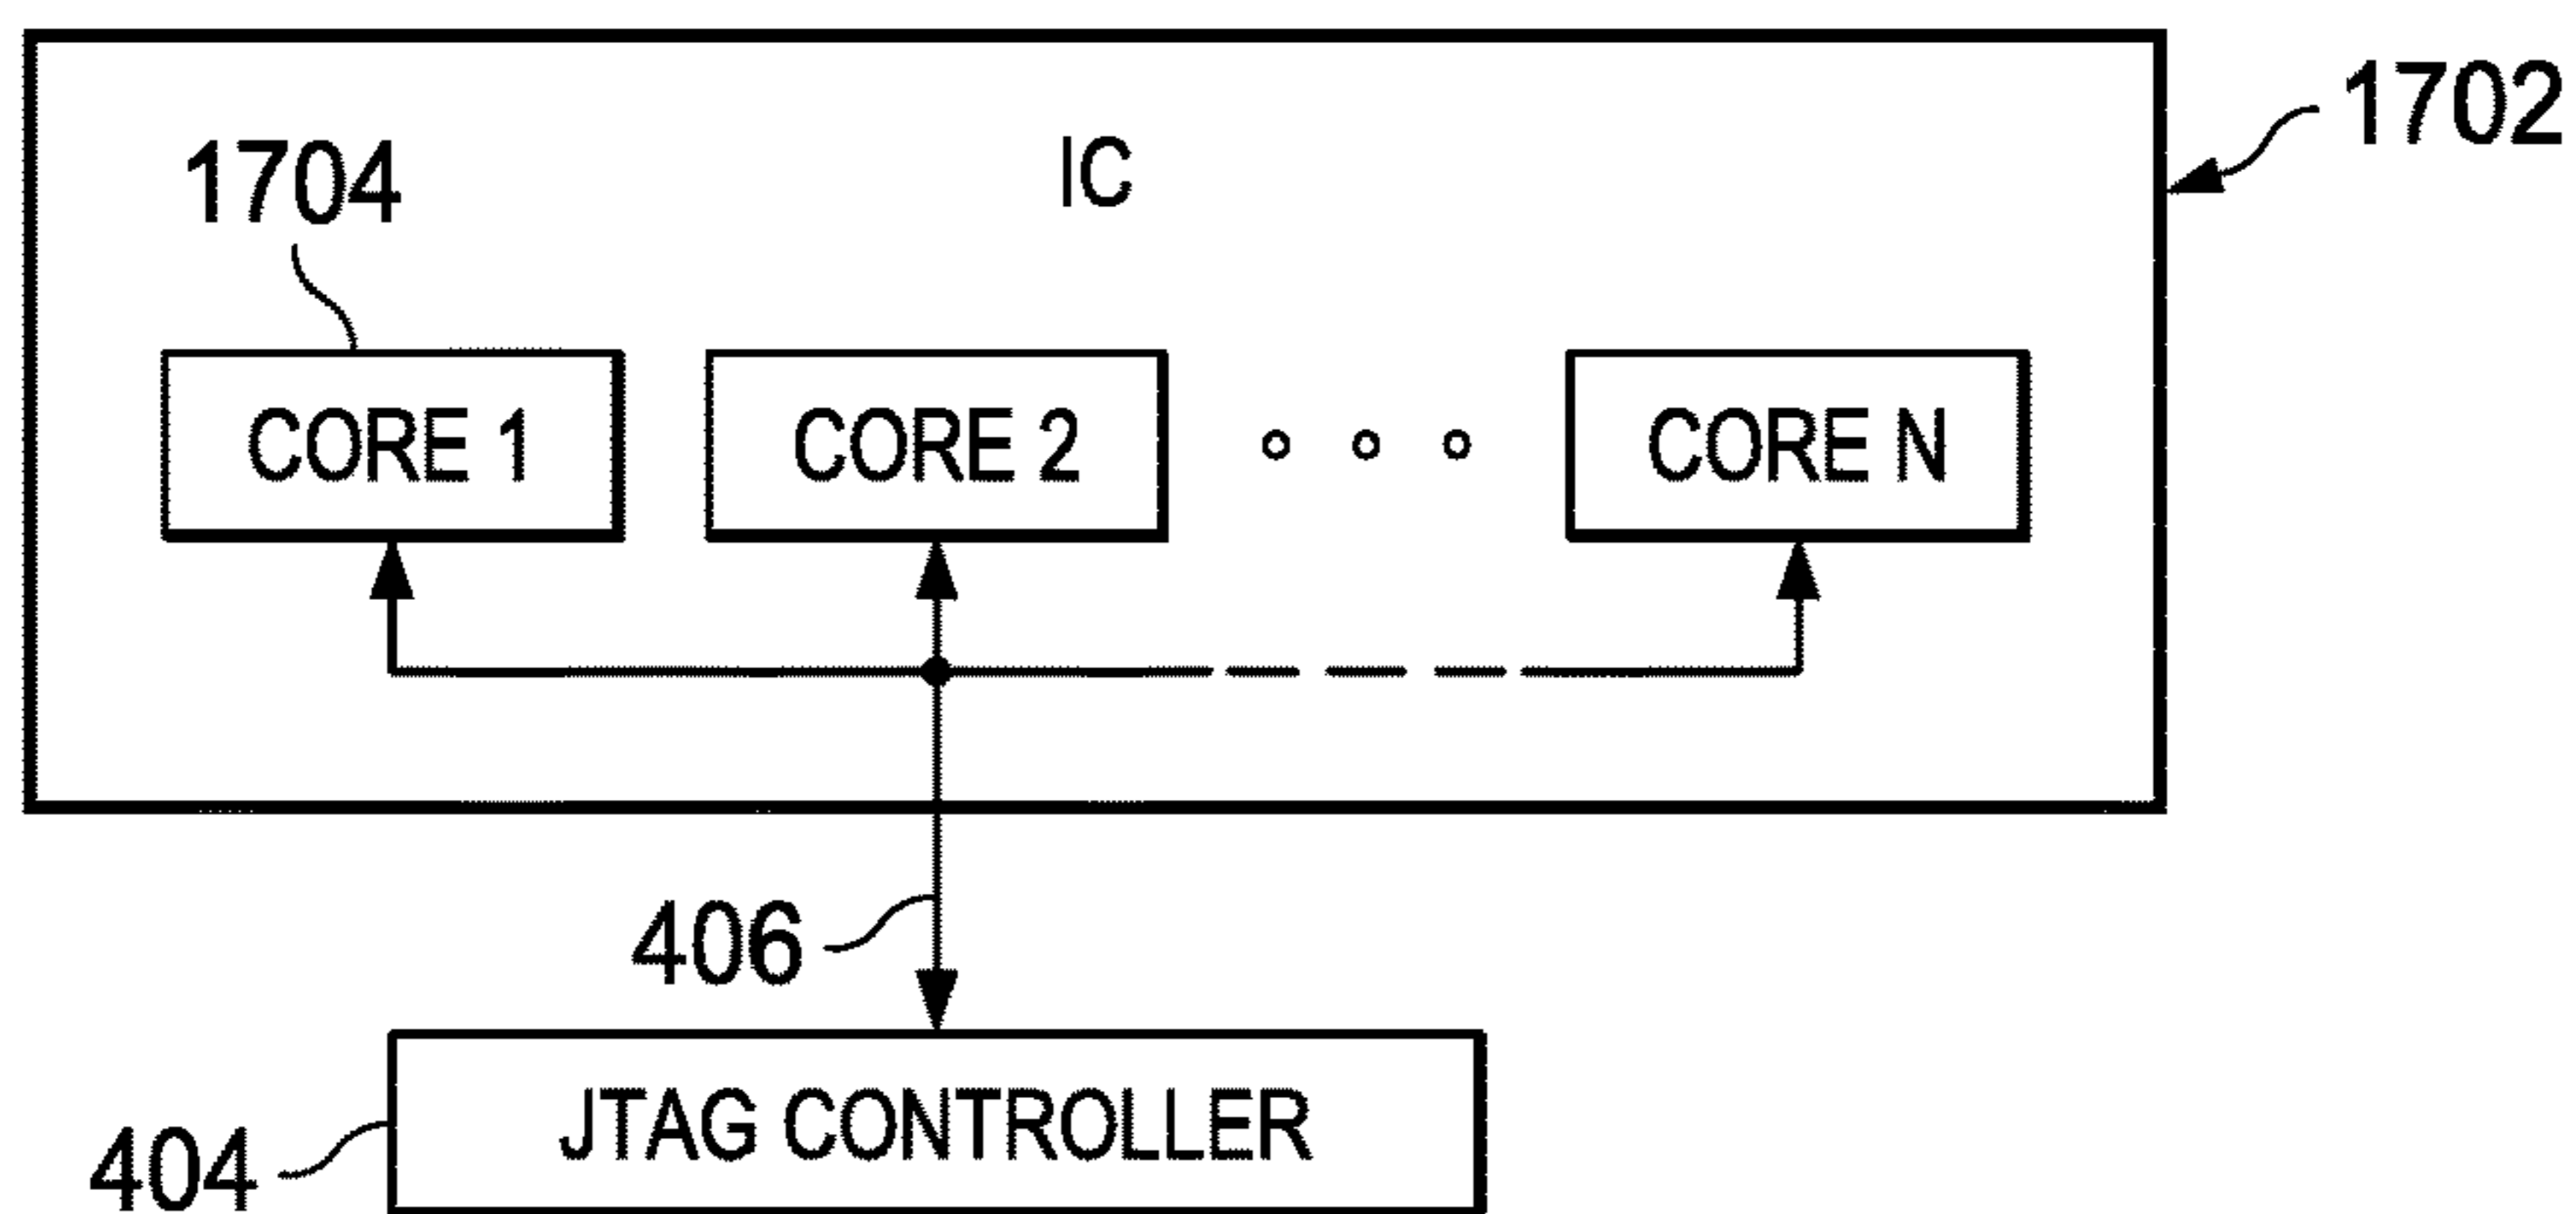 1702
IC
1704
CORE 1
CORE 2
CORE N
406
JTAG CONTROLLER
404